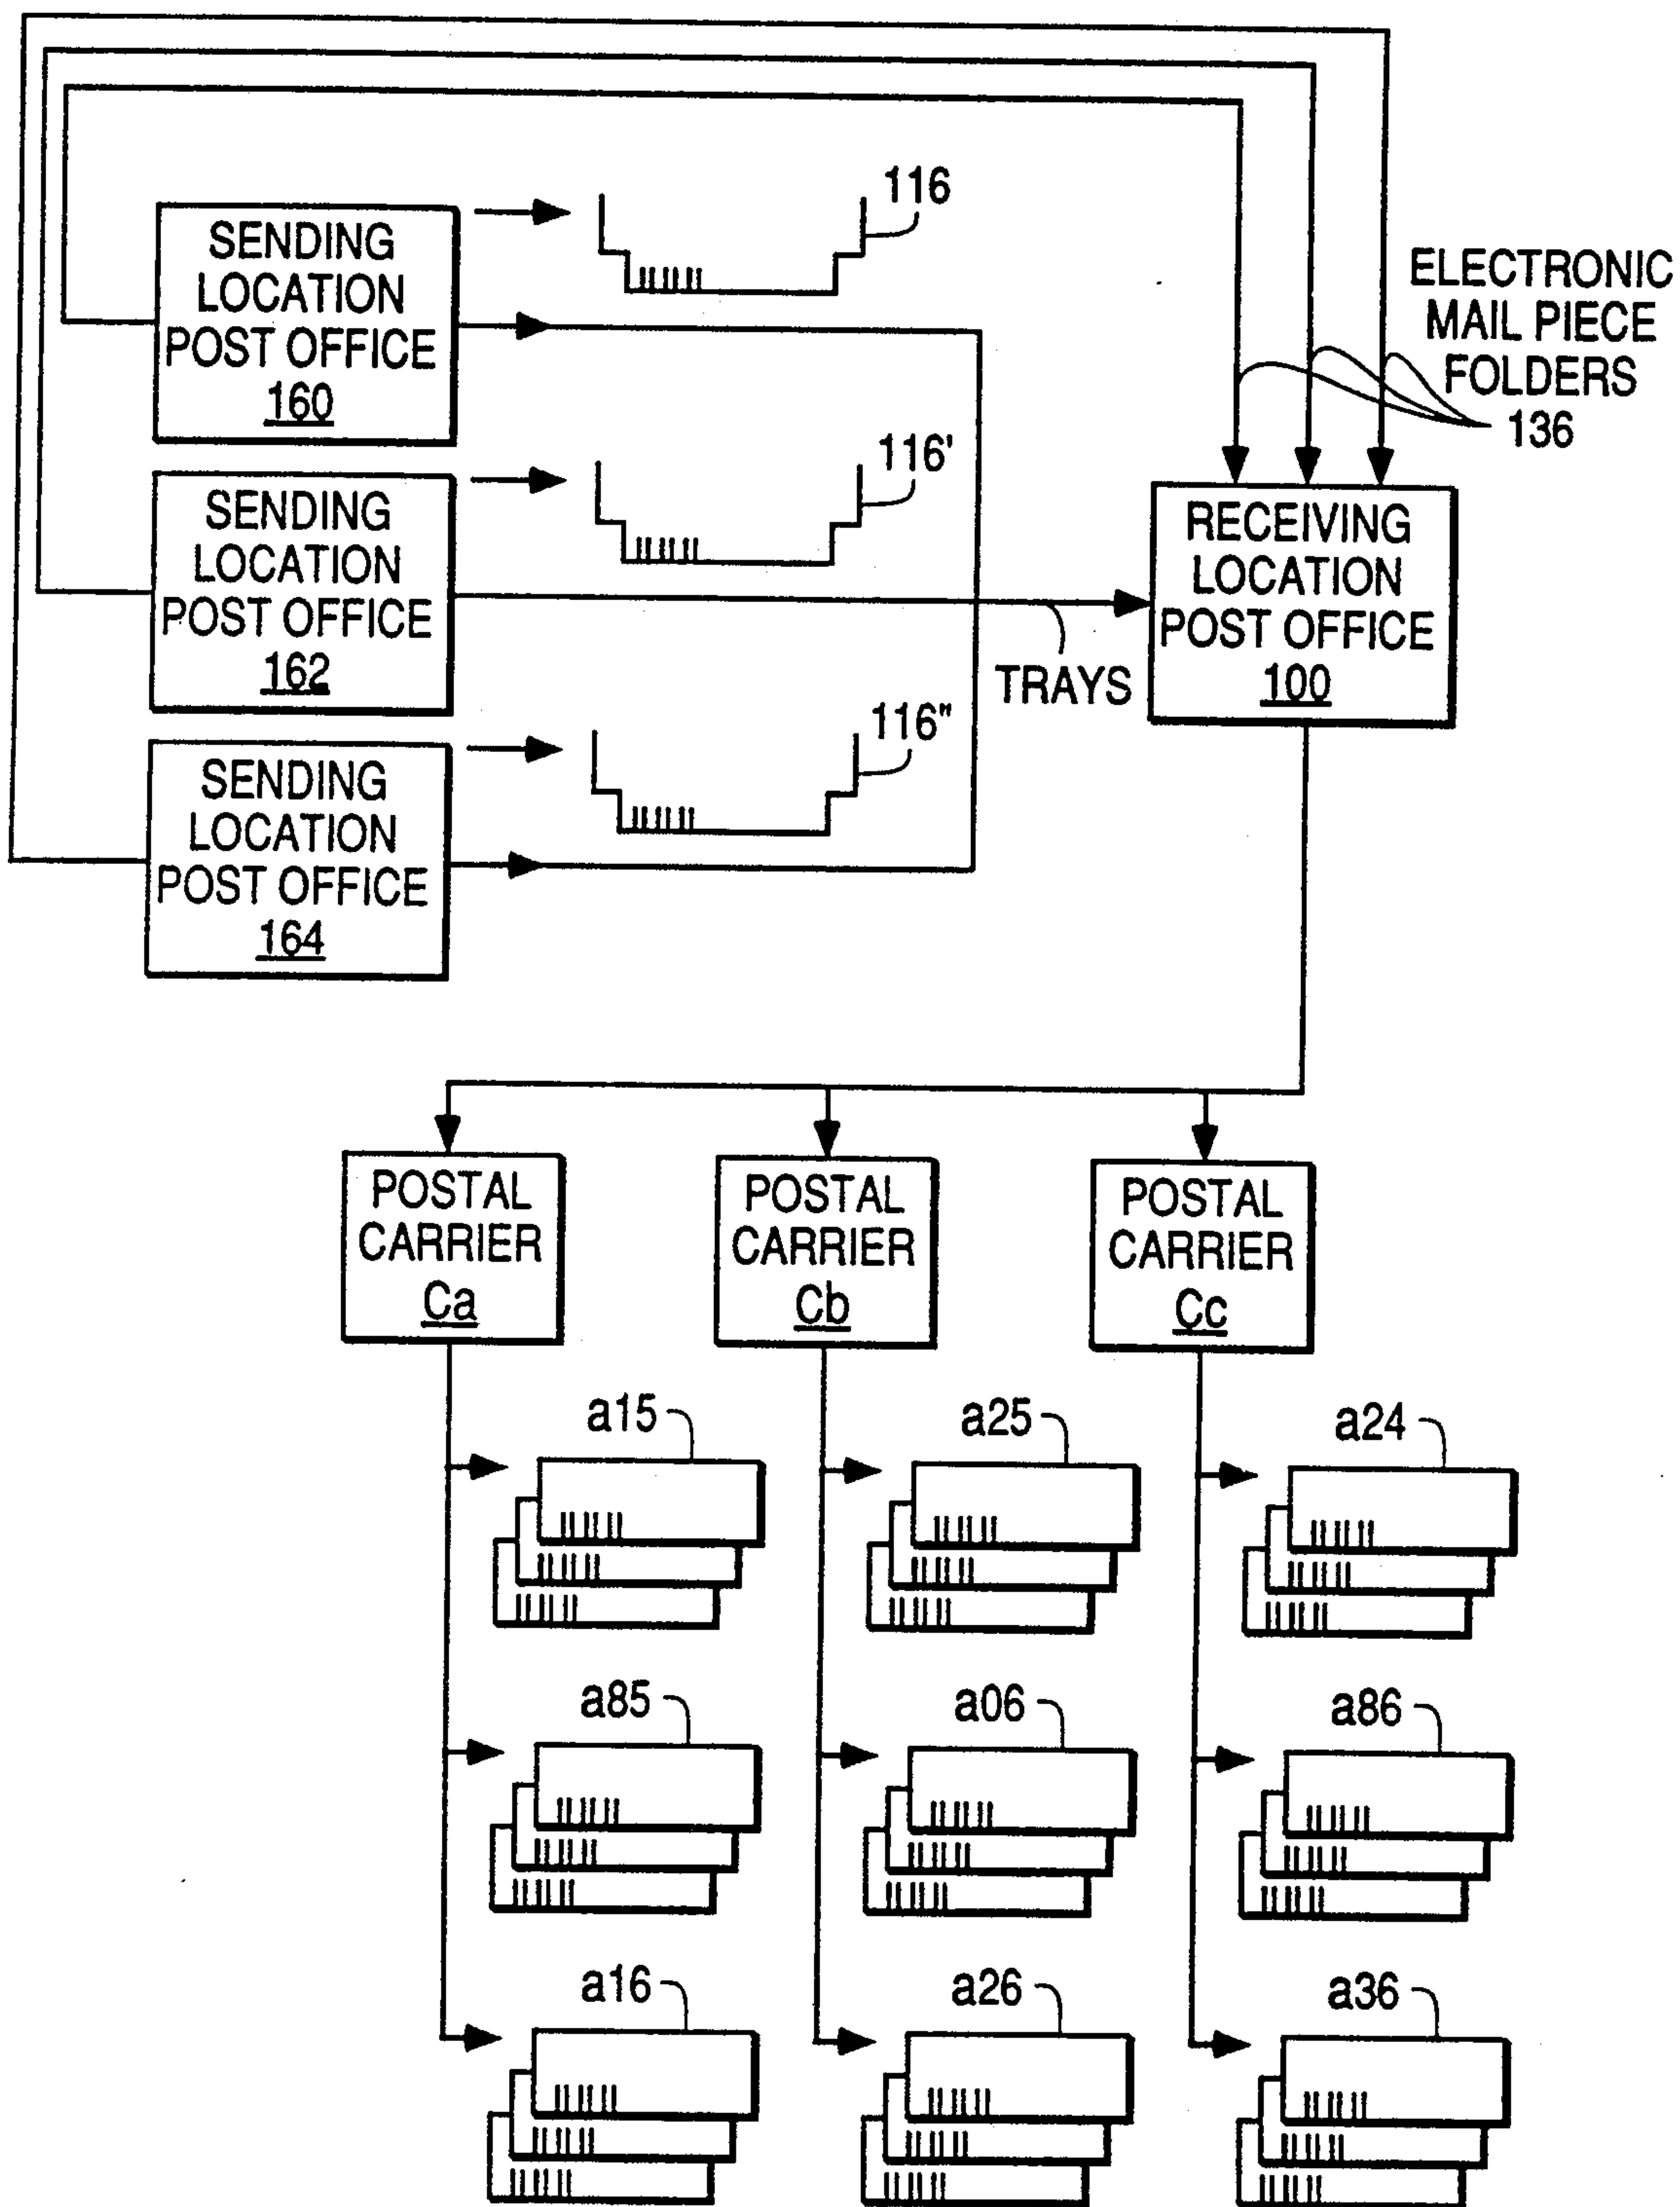 116
SENDING
LOCATION
POST OFFICE
160
ELECTRONIC
MAIL PIECE
FOLDERS
136
116'
SENDING
LOCATION
POST OFFICE
162
RECEIVING
LOCATION
POST OFFICE
100
TRAYS
116"
SENDING
LOCATION
POST OFFICE
164
POSTAL
CARRIER
Ca
POSTAL
CARRIER
Cb
POSTAL
CARRIER
Cc
a15
a25
a24
a85
a06
a86
a16
a26
a36